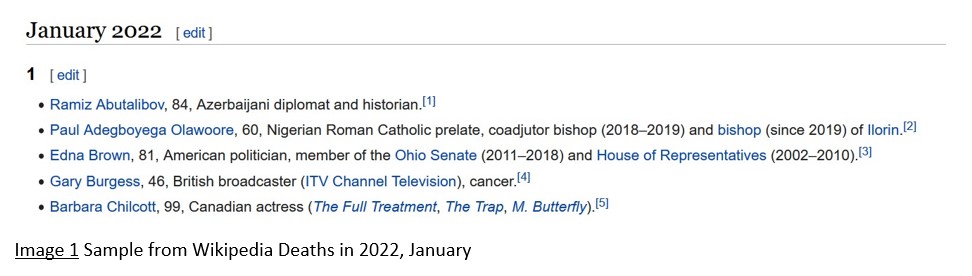 January 2022 [ edit ]
1 [ edit ]
• Ramiz Abutalibov, 84, Azerbaijani diplomat and historian.[1]
• Paul Adegboyega Olawoore, 60, Nigerian Roman Catholic prelate, coadjutor bishop (2018–2019) and bishop (since 2019) of Ilorin.[2]
• Edna Brown, 81, American politician, member of the Ohio Senate (2011–2018) and House of Representatives (2002–2010).[3]
• Gary Burgess, 46, British broadcaster (ITV Channel Television), cancer.[4]
• Barbara Chilcott, 99, Canadian actress (The Full Treatment, The Trap, M. Butterfly).[5]
Image 1 Sample from Wikipedia Deaths in 2022, January